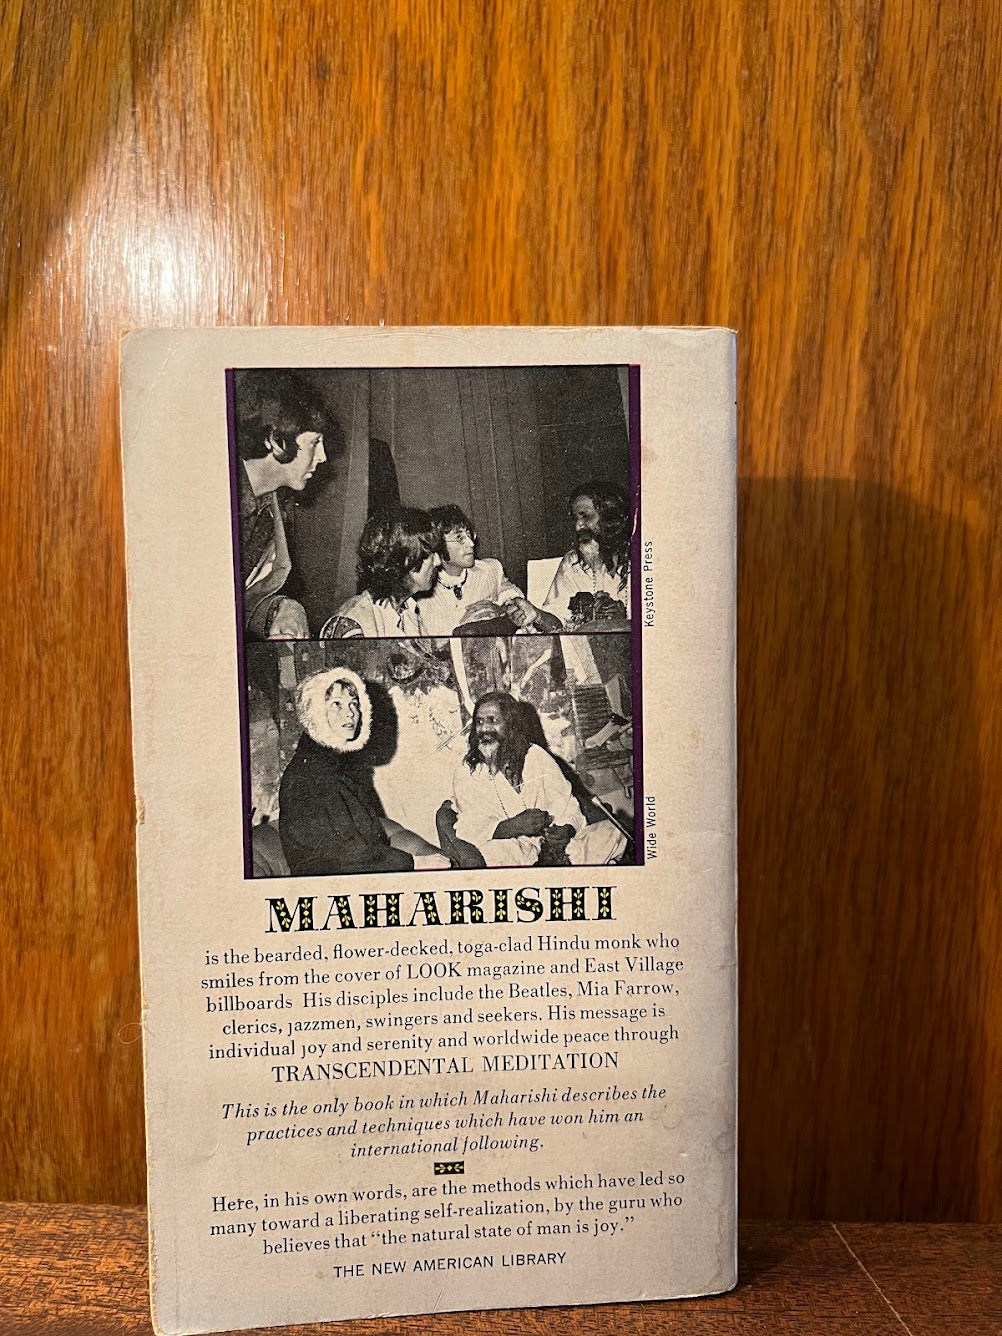 Keystone Press
Wide World
MAHARISHI
is the bearded, flower-decked, toga-clad Hindu monk who
smiles from the cover of LOOK magazine and East Village
billboards His disciples include the Beatles, Mia Farrow,
clerics, jazzmen, swingers and seekers. His message is
individual joy and serenity and worldwide peace through
TRANSCENDENTAL MEDITATION
This is the only book in which Maharishi describes the
practices and techniques which have won him an
international following.
Here, in his own words, are the methods which have led so
many toward a liberating self-realization, by the guru who
believes that "the natural state of man is joy."
THE NEW AMERICAN LIBRARY